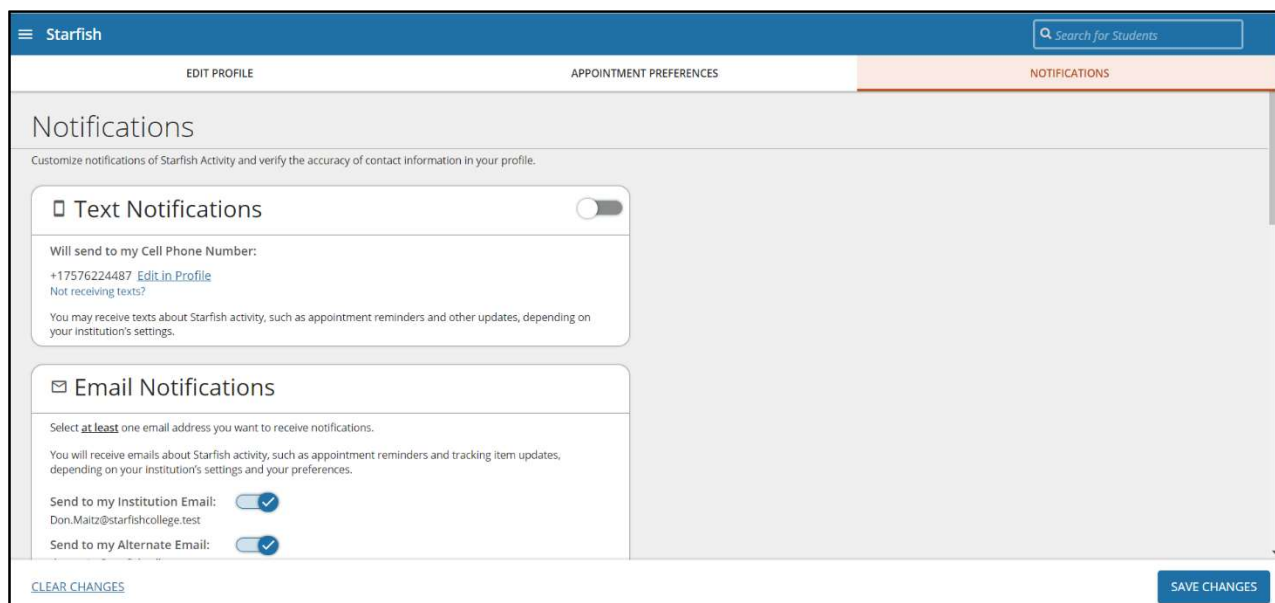 Starfish
Search for Students
EDIT PROFILE
APPOINTMENT PREFERENCES
NOTIFICATIONS
Notifications
Customize notifications of Starfish Activity and verify the accuracy of contact information in your profile.
Text Notifications
Will send to my Cell Phone Number:
+17576224487 Edit in Profile
Not receiving texts?
You may receive texts about Starfish activity, such as appointment reminders and other updates, depending on
your institution's settings.
Email Notifications
Select at least one email address you want to receive notifications.
You will receive emails about Starfish activity, such as appointment reminders and tracking item updates,
depending on your institution's settings and your preferences.
Send to my Institution Email:
Don.Maitz@starfishcollege.test
Send to my Alternate Email:
CLEAR CHANGES
SAVE CHANGES